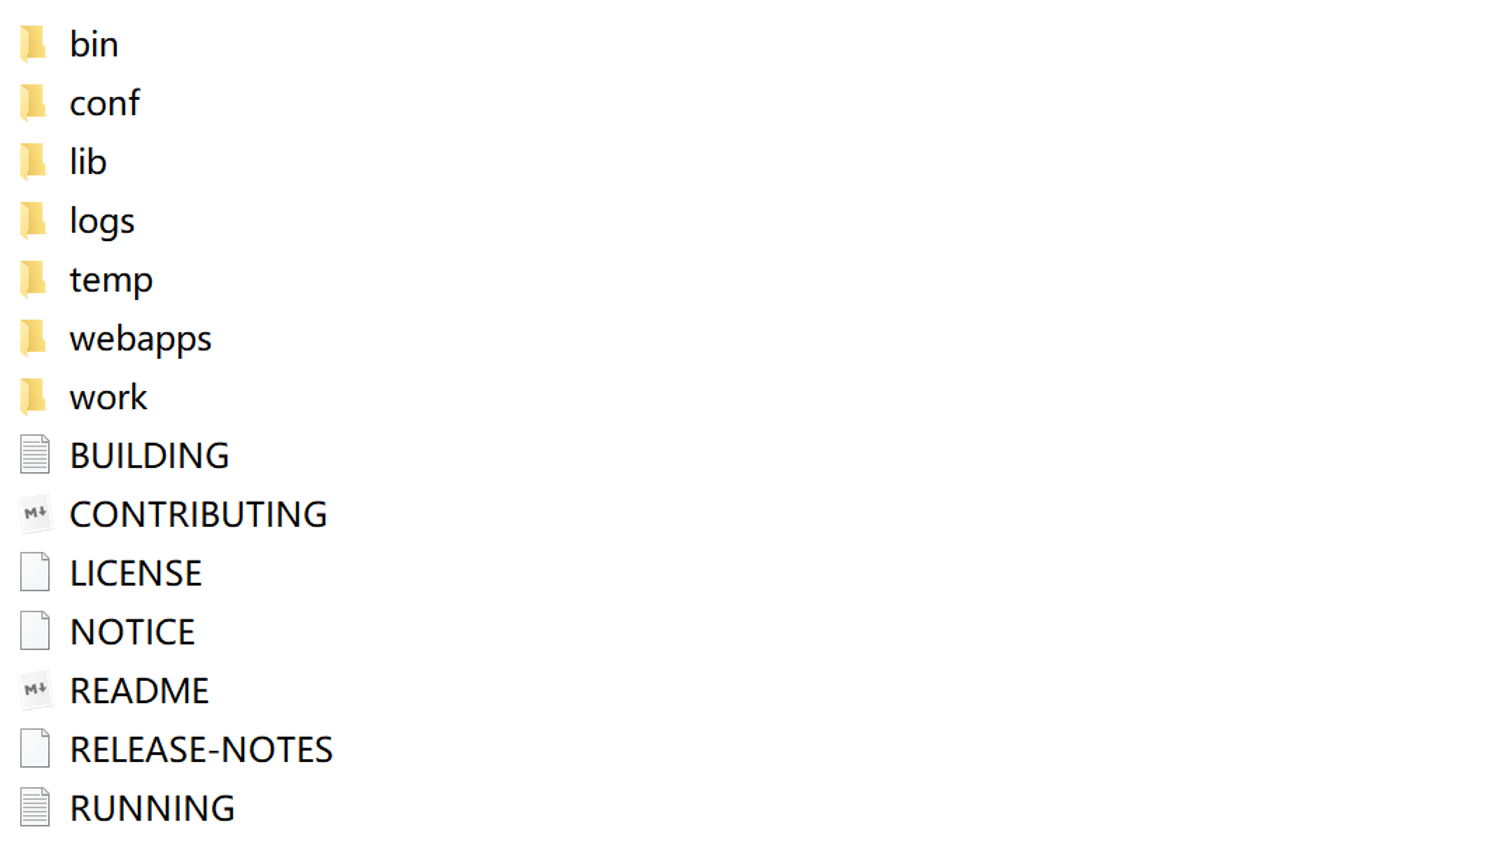 bin
conf
lib
logs
temp
webapps
work
BUILDING
M↓ CONTRIBUTING
LICENSE
NOTICE
M↓ README
RELEASE-NOTES
RUNNING